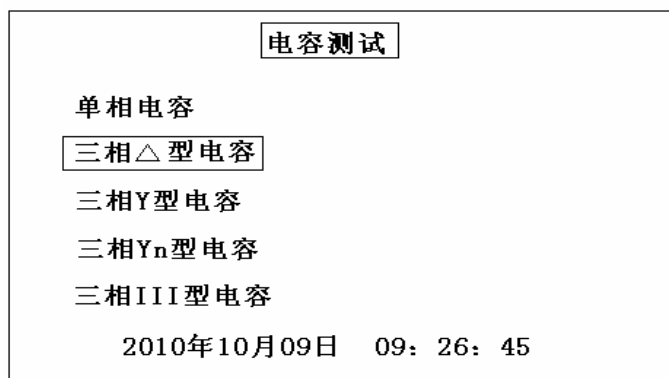 电容测试
单相电容
三相△型电容
三相Y型电容
三相Yn型电容
三相III型电容
2010年10月09日 09：26：45